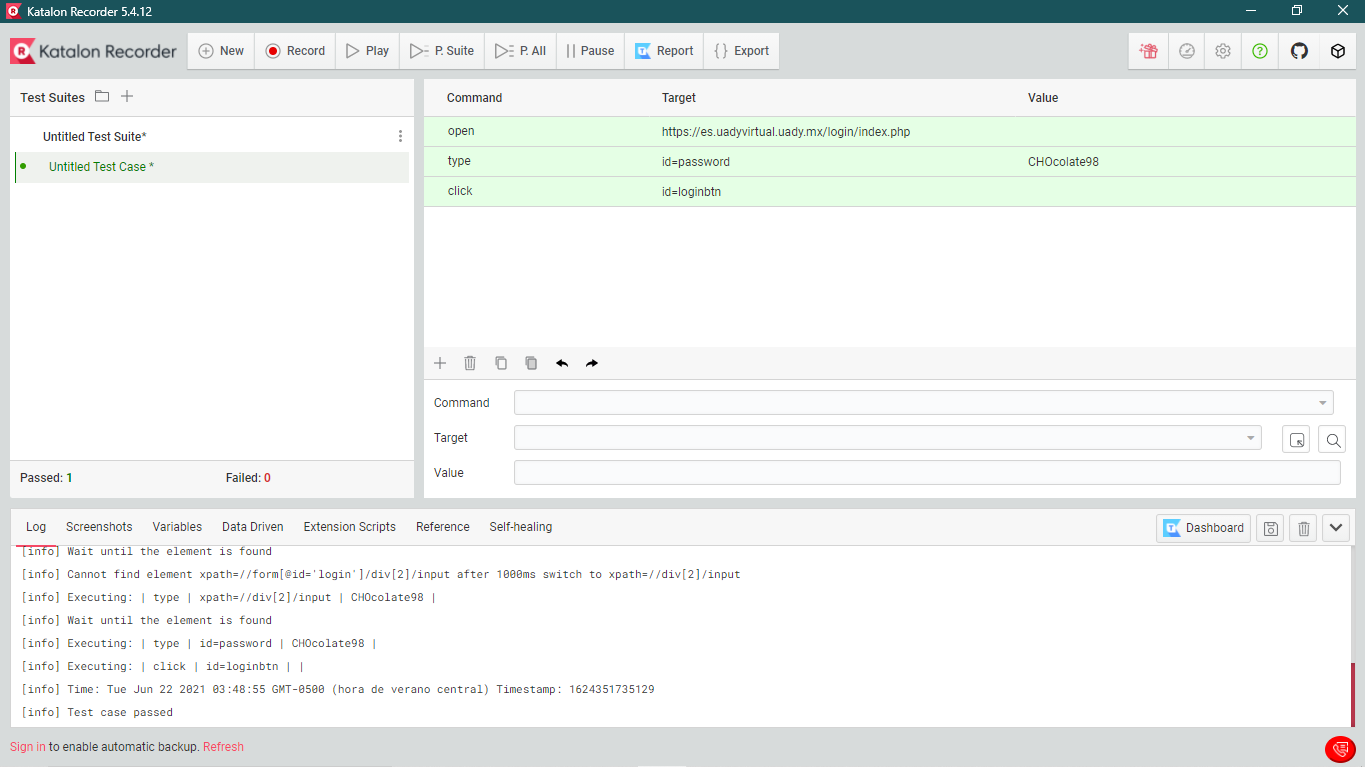 Katalon Recorder 5.4.12
Katalon Recorder
New
Record
Play
P. Suite
P. All
Pause
Report
Export
Test Suites
Untitled Test Suite*
Untitled Test Case *
Passed: 1
Failed: 0
Command Target Value
open https://es.uadyvirtual.uady.mx/login/index.php
type id=password CHOcolate98
click id=loginbtn
Command
Target
Value
Log
Screenshots
Variables
Data Driven
Extension Scripts
Reference
Self-healing
Dashboard
[info] Wait until the element is found
[info] Cannot find element xpath=//form[@id='login']/div[2]/input after 1000ms switch to xpath=//div[2]/input
[info] Executing: | type | xpath=//div[2]/input | CHOcolate98 |
[info] Wait until the element is found
[info] Executing: | type | id=password | CHOcolate98 |
[info] Executing: | click | id=loginbtn | |
[info] Time: Tue Jun 22 2021 03:48:55 GMT-0500 (hora de verano central) Timestamp: 1624351735129
[info] Test case passed
Sign in to enable automatic backup. Refresh